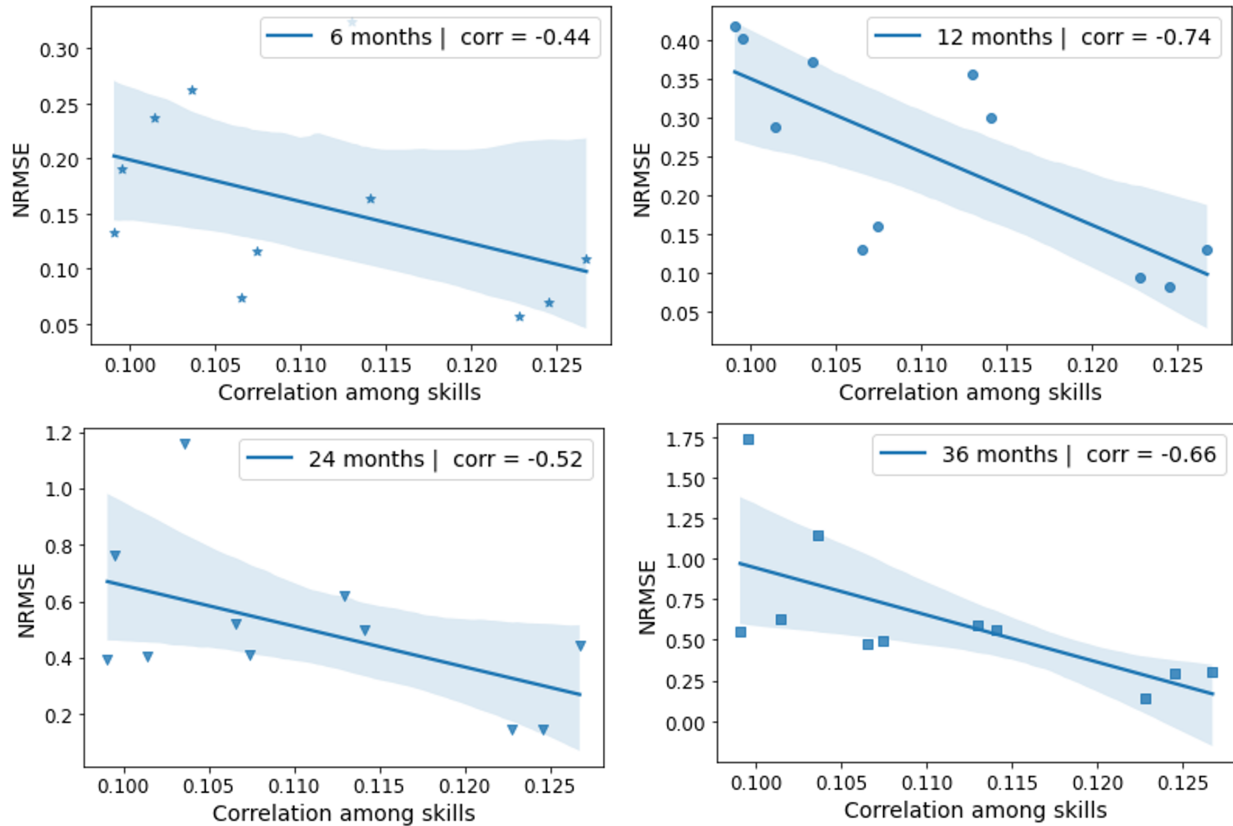 6 months | corr = -0.44
NRMSE
0.30
0.25
0.20
0.15
0.10
0.05
0.100 0.105 0.110 0.115 0.120 0.125
Correlation among skills
12 months | corr = -0.74
NRMSE
0.40
0.35
0.30
0.25
0.20
0.15
0.10
0.05
0.100 0.105 0.110 0.115 0.120 0.125
Correlation among skills
24 months | corr = -0.52
NRMSE
1.2
1.0
0.8
0.6
0.4
0.2
0.100 0.105 0.110 0.115 0.120 0.125
Correlation among skills
36 months | corr = -0.66
NRMSE
1.75
1.50
1.25
1.00
0.75
0.50
0.25
0.00
0.100 0.105 0.110 0.115 0.120 0.125
Correlation among skills